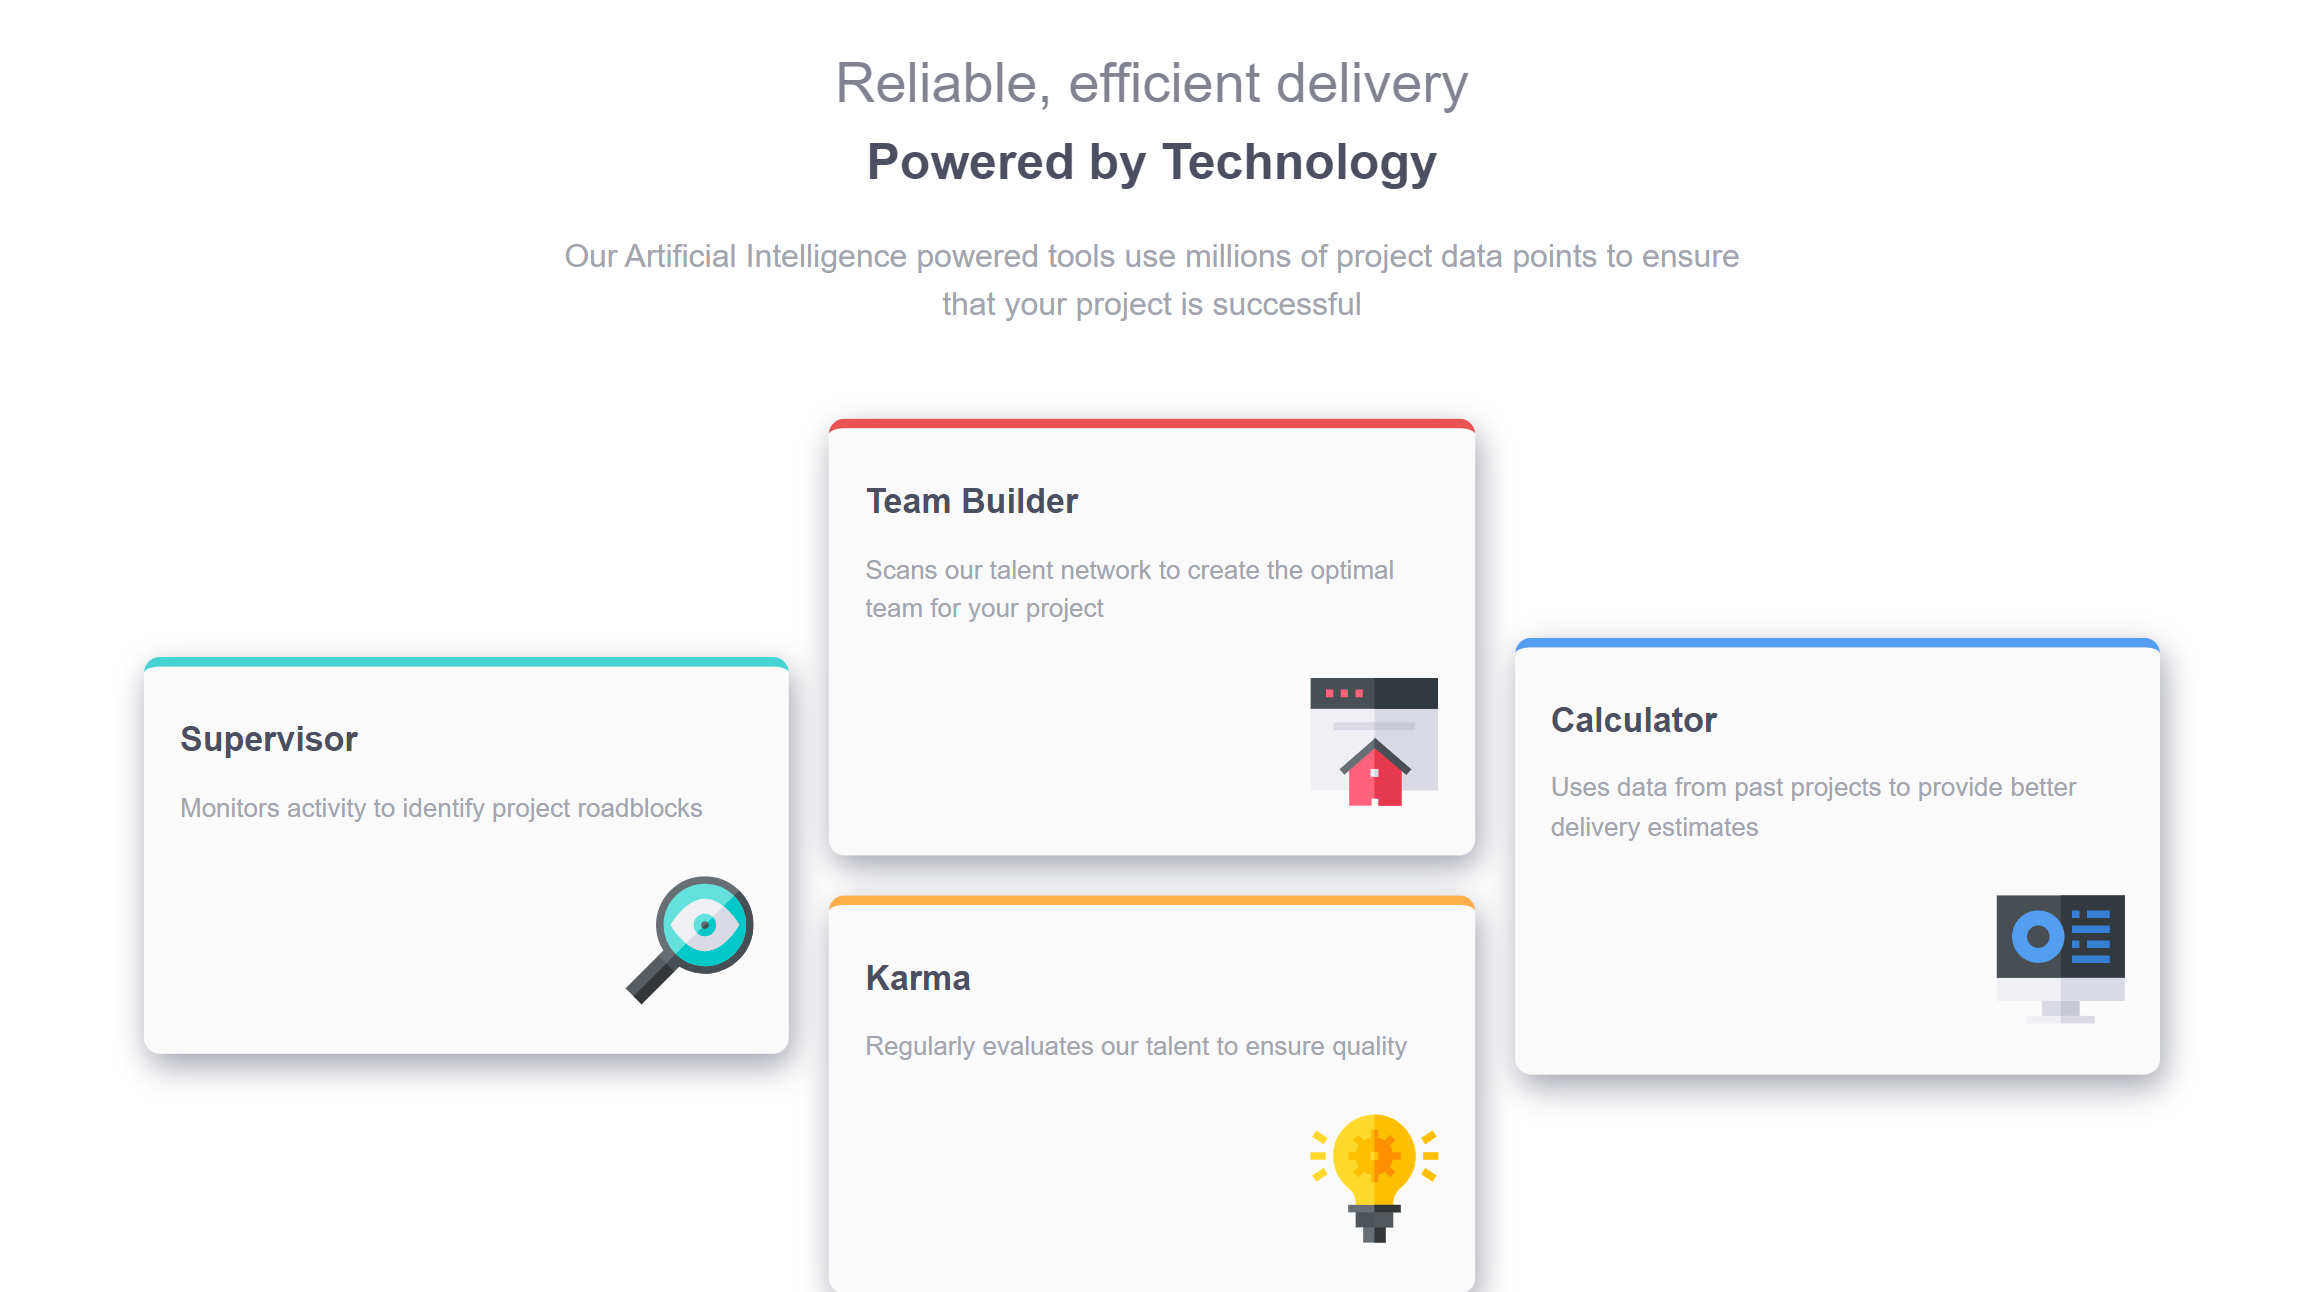 Reliable, efficient delivery
Powered by Technology
Our Artificial Intelligence powered tools use millions of project data points to ensure
that your project is successful
Team Builder
Scans our talent network to create the optimal
team for your project
Supervisor
Monitors activity to identify project roadblocks
Calculator
Uses data from past projects to provide better
delivery estimates
Karma
Regularly evaluates our talent to ensure quality